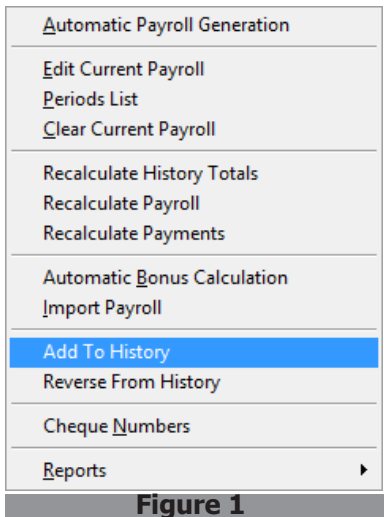 Automatic Payroll Generation
Edit Current Payroll
Periods List
Clear Current Payroll
Recalculate History Totals
Recalculate Payroll
Recalculate Payments
Automatic Bonus Calculation
Import Payroll
Add To History
Reverse From History
Cheque Numbers
Reports
Figure 1